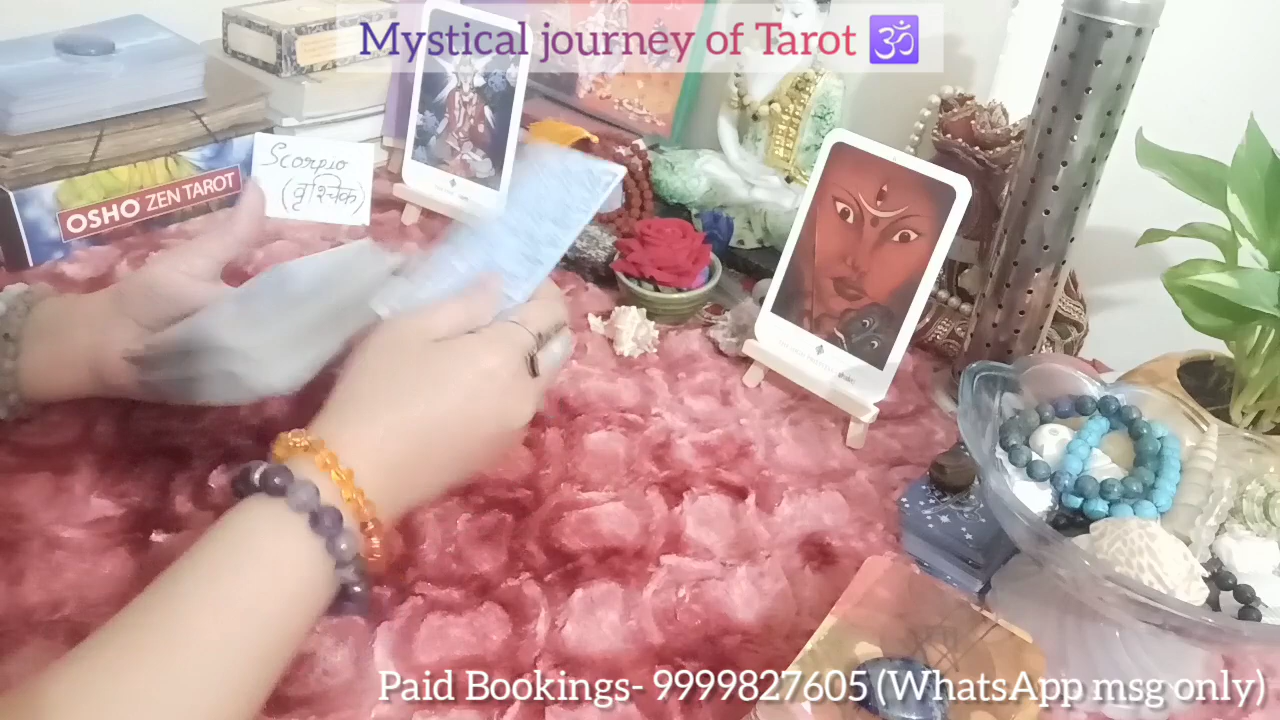 Mystical journey of Tarot 🕉
Scorpio
(वृश्चिक)
OSHO ZEN TAROT
Paid Bookings- 9999827605 (WhatsApp msg only)